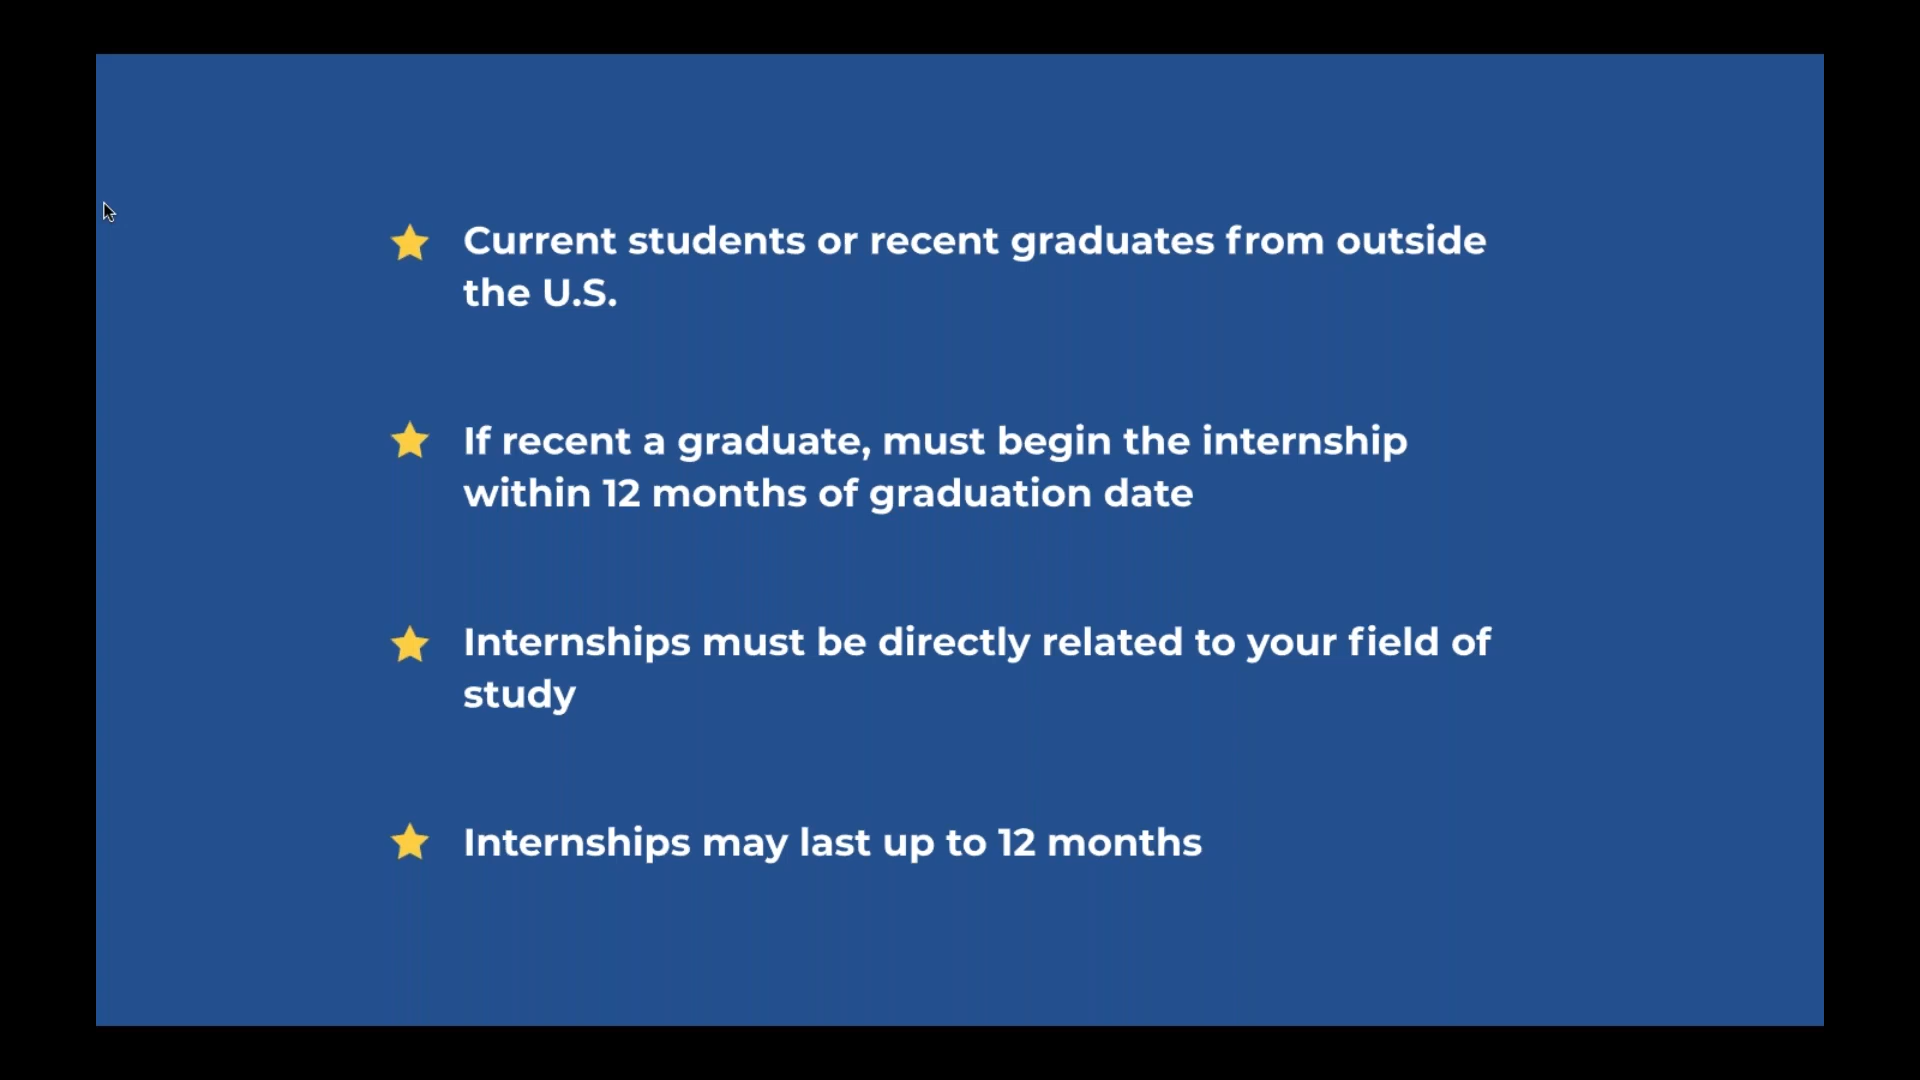 Current students or recent graduates from outside
the U.S.
If recent a graduate, must begin the internship
within 12 months of graduation date
Internships must be directly related to your field of
study
Internships may last up to 12 months